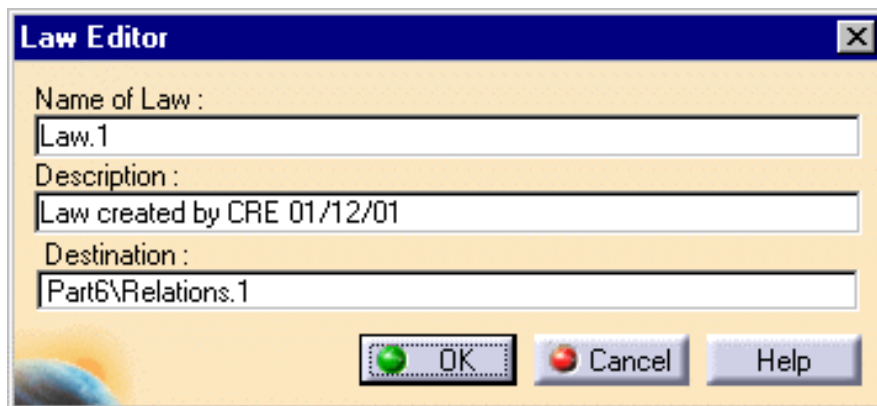 Law Editor
Name of Law :
Law.1
Description :
Law created by CRE 01/12/01
Destination :
Part6\Relations.1
OK Cancel Help